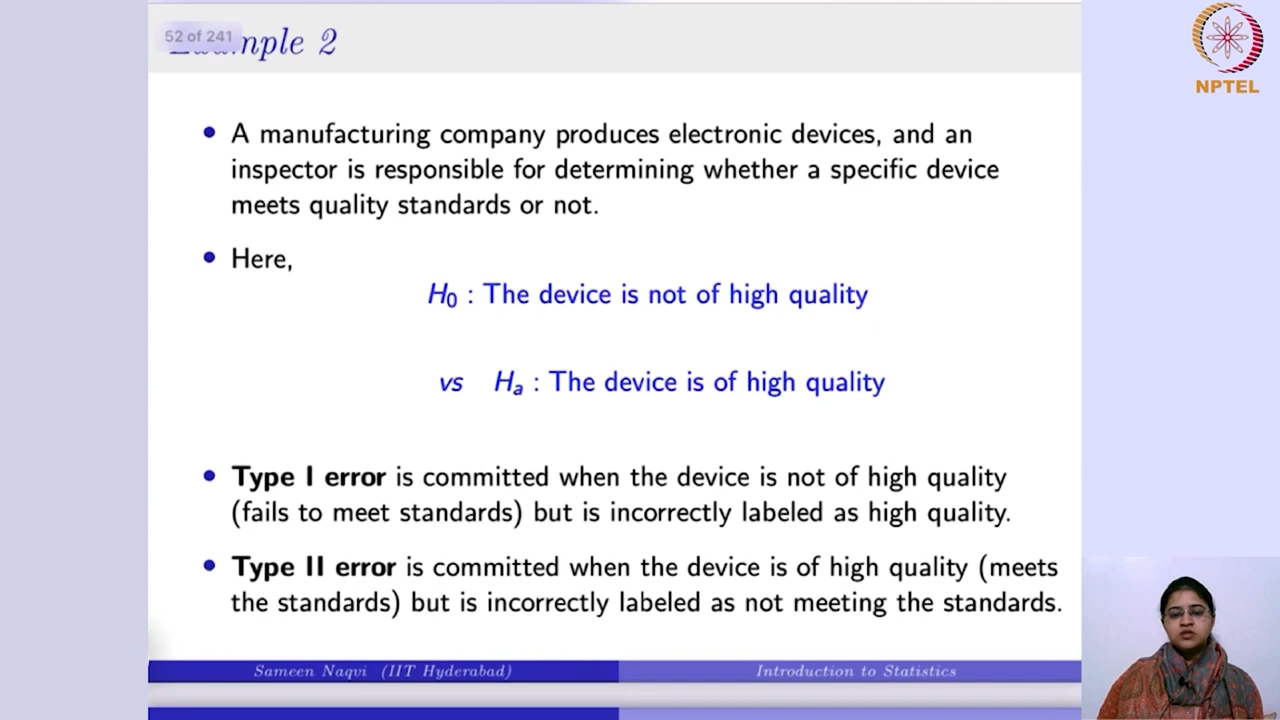 52 of 241
Example 2
NPTEL
• A manufacturing company produces electronic devices, and an
inspector is responsible for determining whether a specific device
meets quality standards or not.
• Here,
H₀ : The device is not of high quality
vs Hₐ : The device is of high quality
• Type I error is committed when the device is not of high quality
(fails to meet standards) but is incorrectly labeled as high quality.
• Type II error is committed when the device is of high quality (meets
the standards) but is incorrectly labeled as not meeting the standards.
Sameen Naqvi (IIT Hyderabad)
Introduction to Statistics